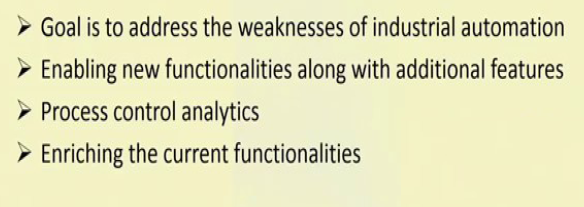 ➢ Goal is to address the weaknesses of industrial automation
➢ Enabling new functionalities along with additional features
➢ Process control analytics
➢ Enriching the current functionalities